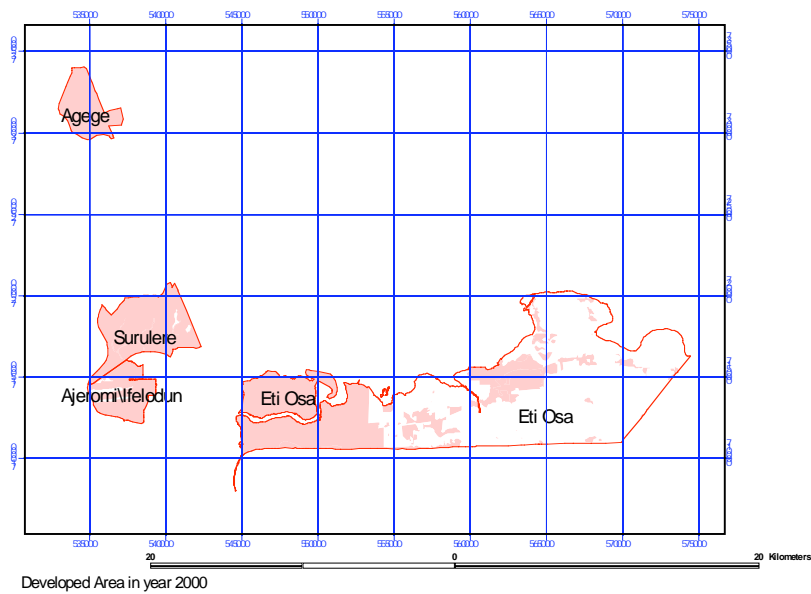 535000 540000 545000 550000 555000 560000 565000 570000 575000
Agege
Surulere
Ajeromi\Ifelodun
Eti Osa
Eti Osa
535000 540000 545000 550000 555000 560000 565000 570000 575000
20 0 20 Kilometers
Developed Area in year 2000